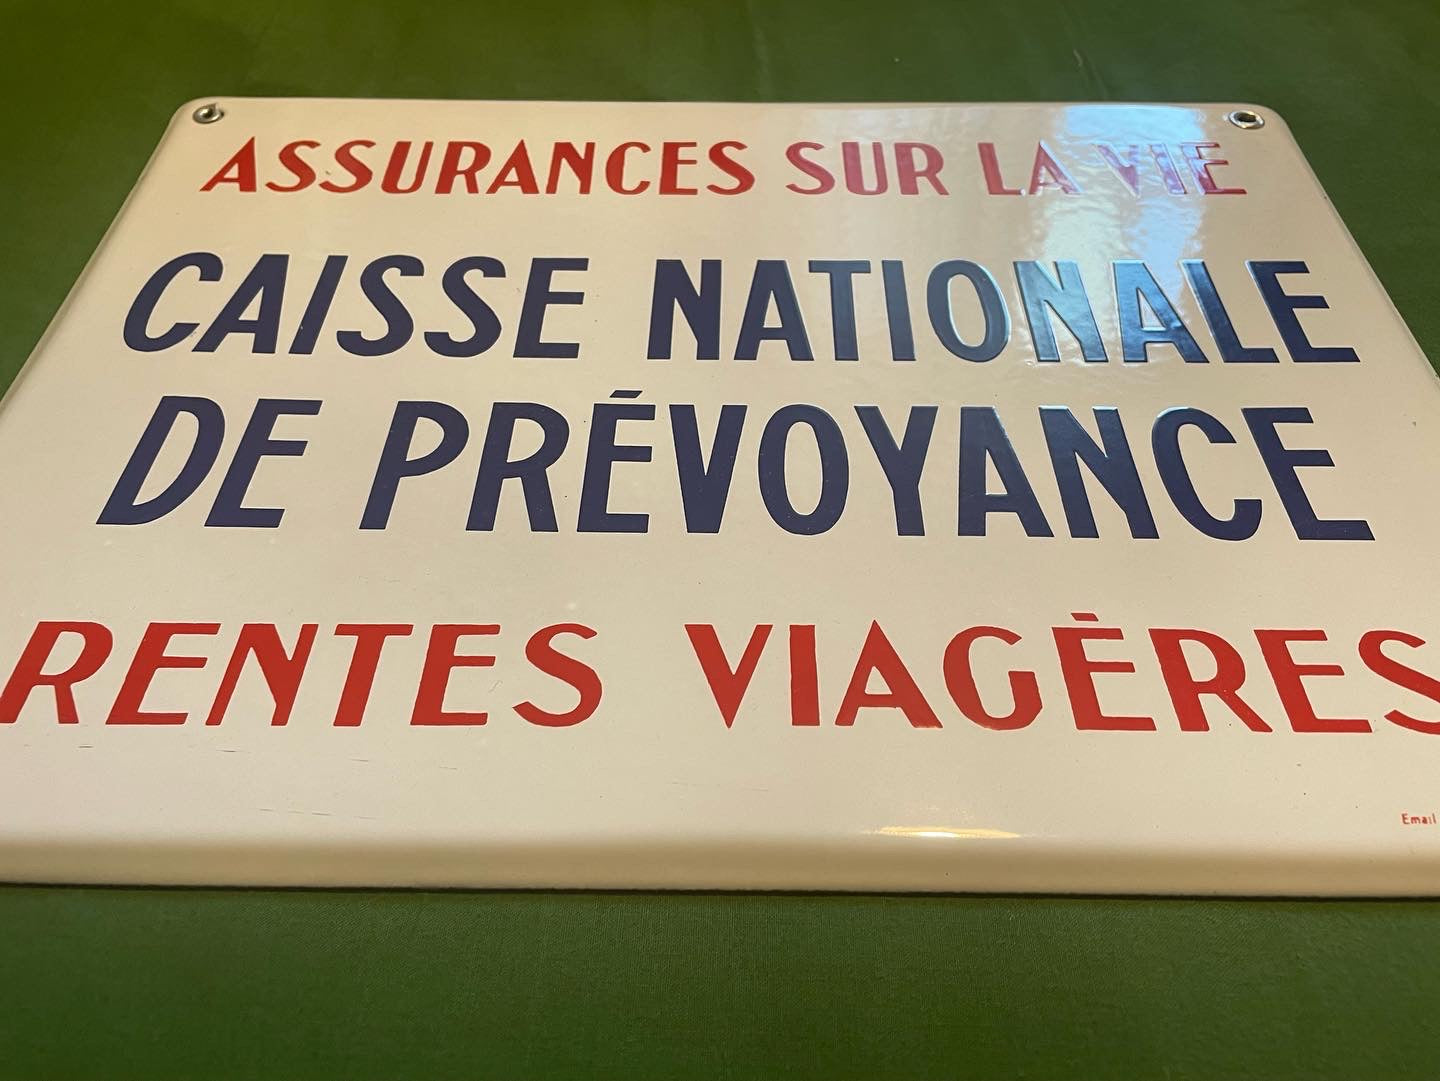 ASSURANCES SUR LA VIE
CAISSE NATIONALE
DE PRÉVOYANCE
RENTES VIAGÈRES
Email